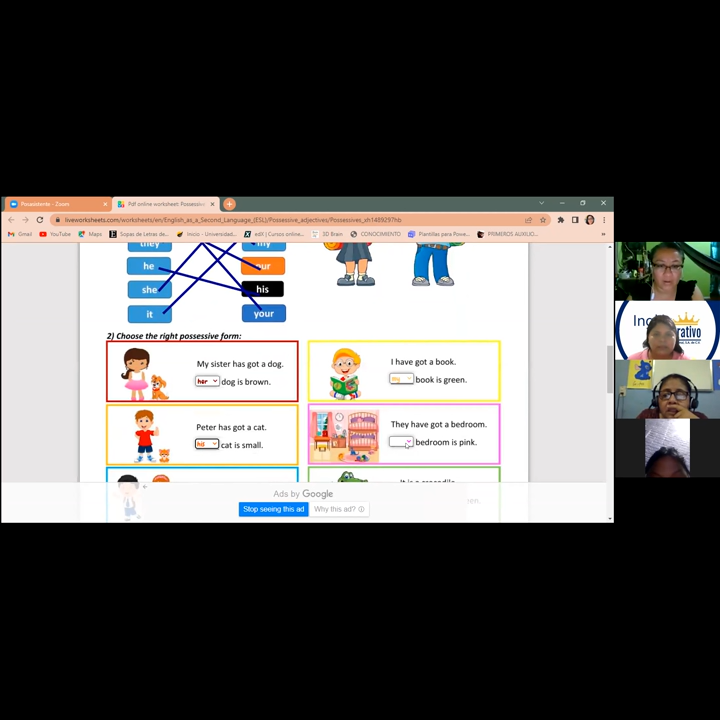 Posasistente - Zoom
Pdf online worksheet: Possessiv
liveworksheets.com/worksheets/en/English_as_a_Second_Language_(ESL)/Possessive_adjectives/Possessives_sh1489297hb
Gmail YouTube Maps Sopas de Letras de... Inicio - Universidad... edX | Cursos online... 3D Brain CONOCIMIENTO Plantillas para Powe... PRIMEROS AUXILIO...
they my
he our
she his
it your
2) Choose the right possessive form:
My sister has got a dog.
her dog is brown.
I have got a book.
my book is green.
Peter has got a cat.
his cat is small.
They have got a bedroom.
bedroom is pink.
It is a crocodile.
Ads by Google
Stop seeing this ad Why this ad?